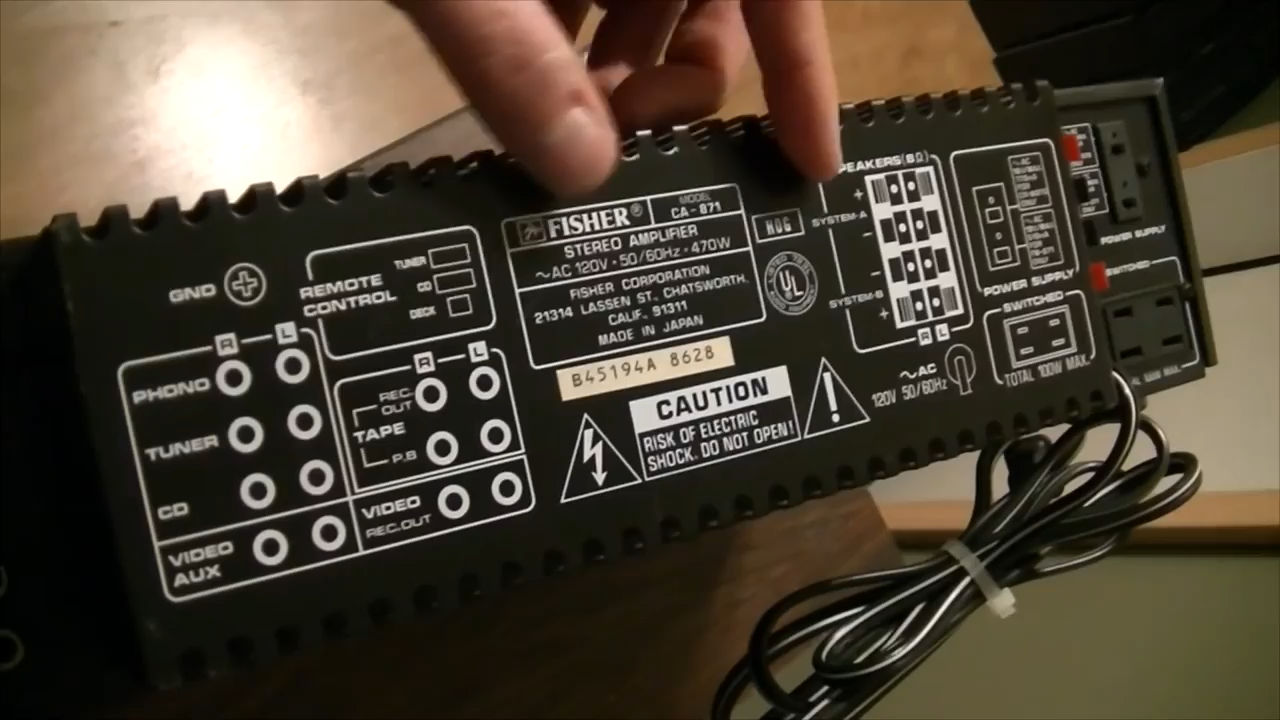 GND
REMOTE
CONTROL
TUNER
CD
DECK
R L
PHONO
TUNER
CD
VIDEO
AUX
R L
REC.
OUT
TAPE
P.B
VIDEO
REC.OUT
FISHER®
MODEL
CA-871
STEREO AMPLIFIER
~AC 120V·50/60Hz·470W
FISHER CORPORATION
21314 LASSEN ST., CHATSWORTH,
CALIF., 91311
MADE IN JAPAN
B45194A 8628
CAUTION
RISK OF ELECTRIC
SHOCK. DO NOT OPEN!
UL
SPEAKERS(8Ω)
+
SYSTEM-A
-
-
SYSTEM-B
+
R L
~AC
120V 50/60Hz
POWER SUPPLY
SWITCHED
TOTAL 100W MAX.
POWER SUPPLY
SWITCHED